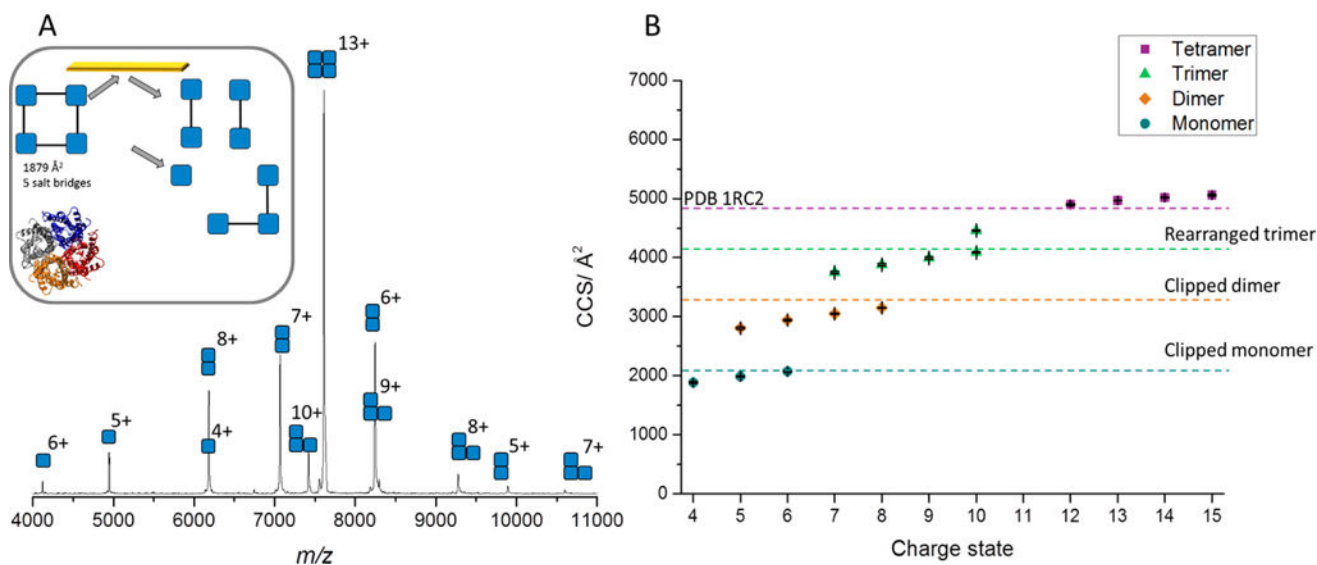 A
1879 Å²
5 salt bridges
13+
6+
5+
8+
4+
7+
10+
6+
9+
8+
5+
7+
4000 5000 6000 7000 8000 9000 10000 11000
m/z
B
Tetramer
Trimer
Dimer
Monomer
7000
6000
5000
4000
3000
2000
1000
0
CCS/ Å²
PDB 1RC2
Rearranged trimer
Clipped dimer
Clipped monomer
4 5 6 7 8 9 10 11 12 13 14 15
Charge state